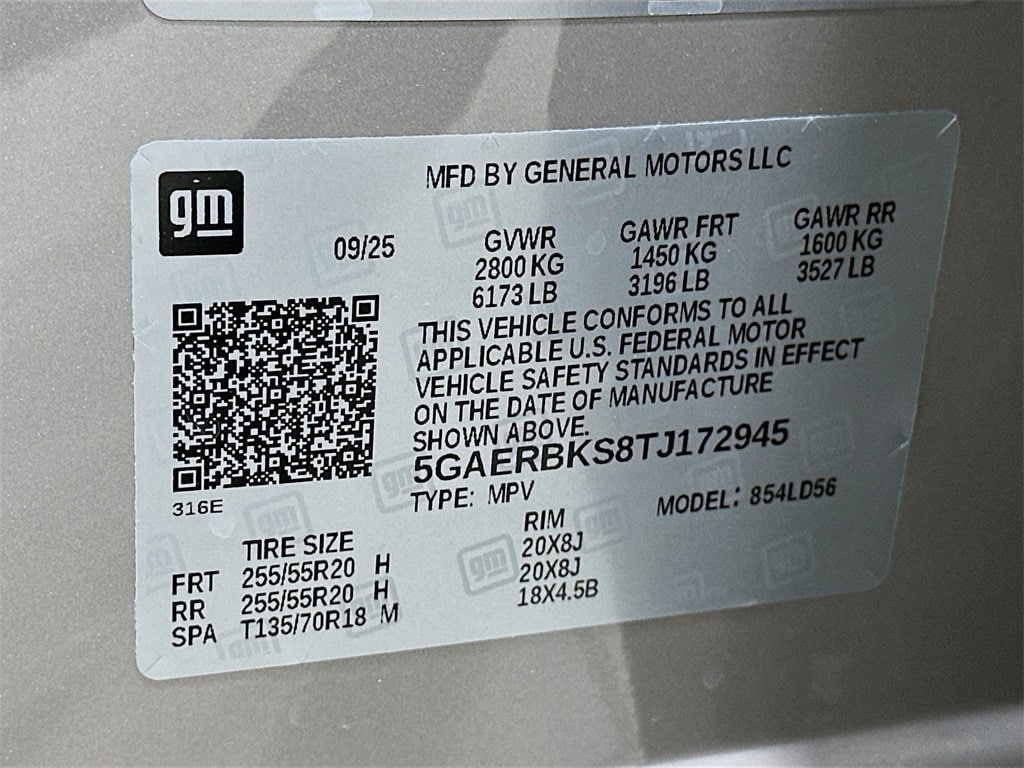 gm
MFD BY GENERAL MOTORS LLC
09/25
GVWR
2800 KG
6173 LB
GAWR FRT
1450 KG
3196 LB
GAWR RR
1600 KG
3527 LB
THIS VEHICLE CONFORMS TO ALL
APPLICABLE U.S. FEDERAL MOTOR
VEHICLE SAFETY STANDARDS IN EFFECT
ON THE DATE OF MANUFACTURE
SHOWN ABOVE.
5GAERBKS8TJ172945
TYPE: MPV
MODEL: 854LD56
316E
TIRE SIZE RIM
FRT 255/55R20 H 20X8J
RR 255/55R20 H 20X8J
SPA T135/70R18 M 18X4.5B